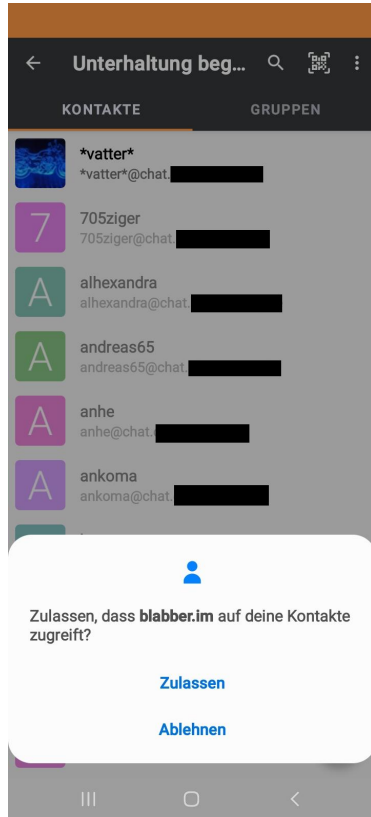 Unterhaltung beg...
KONTAKTE
GRUPPEN
*vatter*
*vatter*@chat.
7
705ziger
705ziger@chat.
A
alhexandra
alhexandra@chat.
A
andreas65
andreas65@chat.
A
anhe
anhe@chat.
A
ankoma
ankoma@chat.
Zulassen, dass blabber.im auf deine Kontakte
zugreift?
Zulassen
Ablehnen